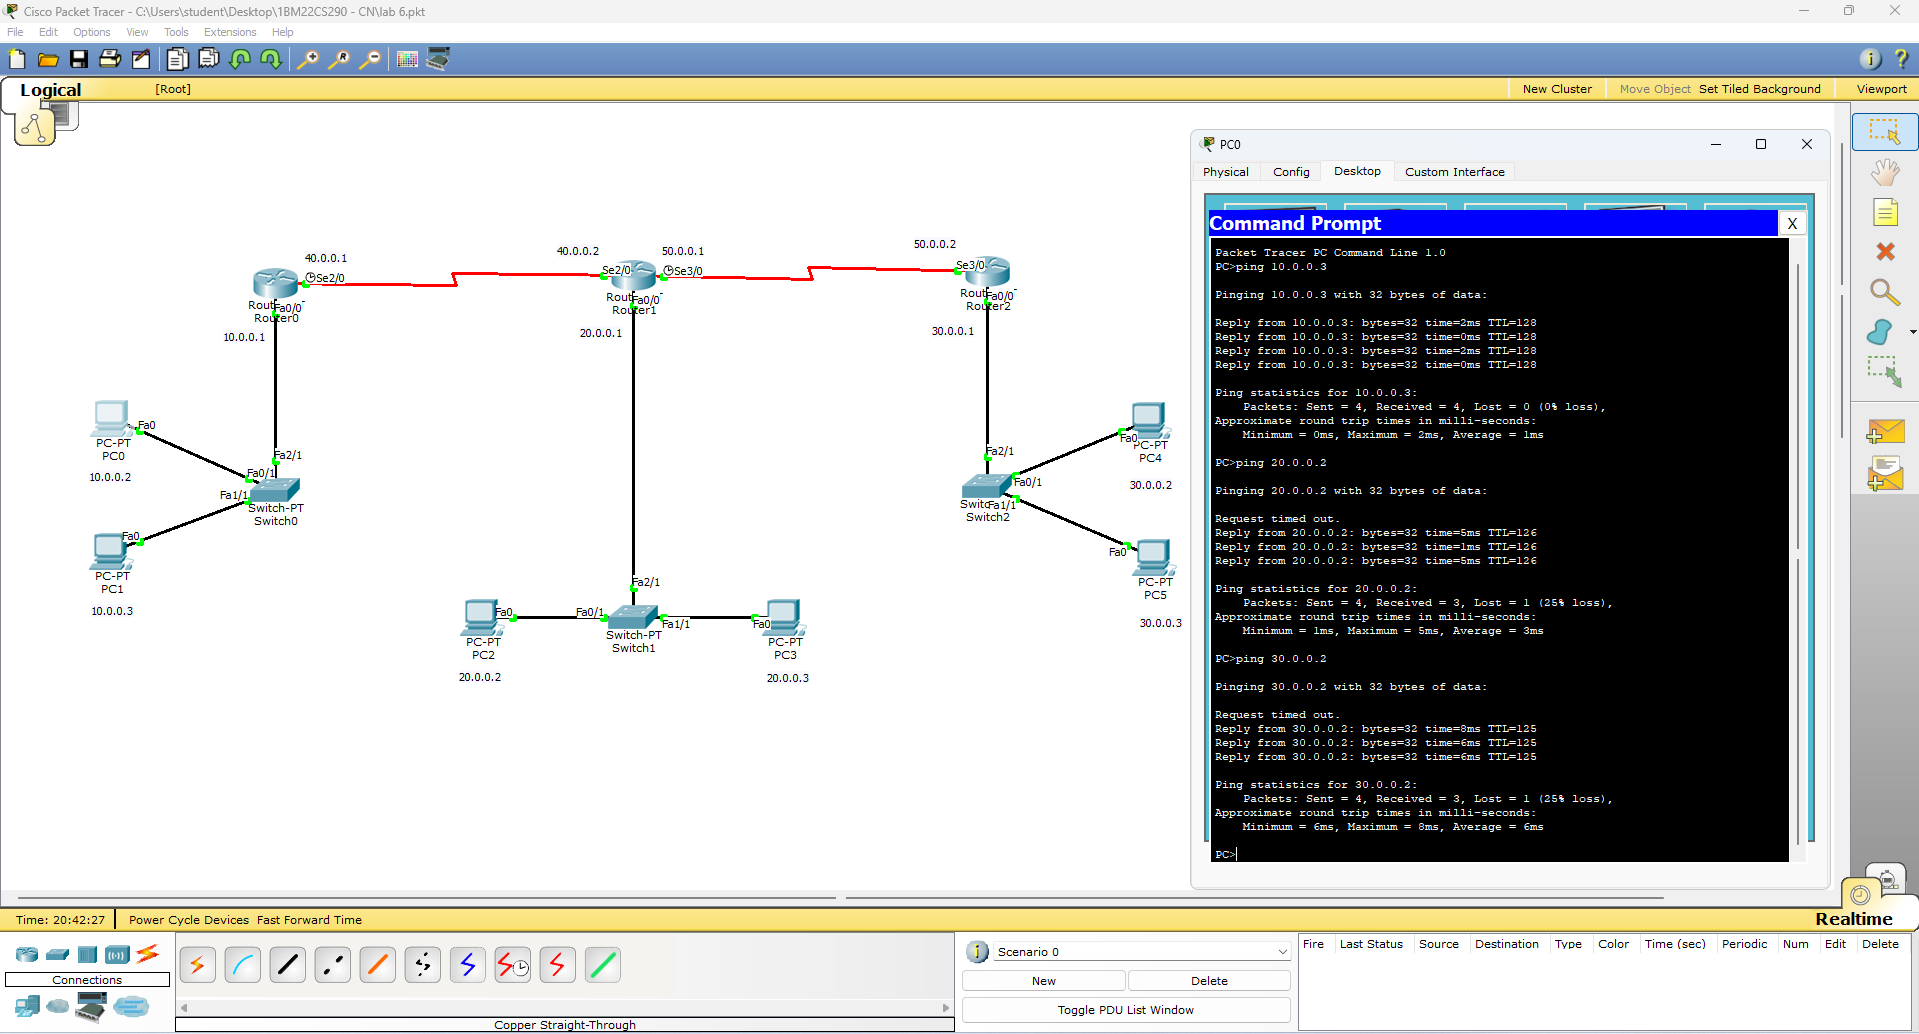 Cisco Packet Tracer - C:\Users\student\Desktop\1BM22CS290 - CN\lab 6.pkt
File Edit Options View Tools Extensions Help
Logical [Root] New Cluster Move Object Set Tiled Background Viewport
40.0.0.1
Se2/0
Fa0/0
Router0
10.0.0.1
40.0.0.2
50.0.0.1
Se2/0
Se3/0
Fa0/0
Router1
20.0.0.1
50.0.0.2
Se3/0
Fa0/0
Router2
30.0.0.1
Fa0
PC-PT
PC0
10.0.0.2
Fa2/1
Fa0/1
Fa1/1
Switch-PT
Switch0
Fa0
PC-PT
PC1
10.0.0.3
Fa2/1
Fa0
Fa0/1
Fa1/1
Fa0
PC-PT
PC2
20.0.0.2
Switch-PT
Switch1
PC-PT
PC3
20.0.0.3
Fa2/1
Fa0/1
Fa1/1
Switch2
Fa0
PC-PT
PC4
30.0.0.2
Fa0
PC-PT
PC5
30.0.0.3
PC0
Physical Config Desktop Custom Interface
Command Prompt X
Packet Tracer PC Command Line 1.0
PC>ping 10.0.0.3
Pinging 10.0.0.3 with 32 bytes of data:
Reply from 10.0.0.3: bytes=32 time=2ms TTL=128
Reply from 10.0.0.3: bytes=32 time=0ms TTL=128
Reply from 10.0.0.3: bytes=32 time=2ms TTL=128
Reply from 10.0.0.3: bytes=32 time=0ms TTL=128
Ping statistics for 10.0.0.3:
Packets: Sent = 4, Received = 4, Lost = 0 (0% loss),
Approximate round trip times in milli-seconds:
Minimum = 0ms, Maximum = 2ms, Average = 1ms
PC>ping 20.0.0.2
Pinging 20.0.0.2 with 32 bytes of data:
Request timed out.
Reply from 20.0.0.2: bytes=32 time=5ms TTL=126
Reply from 20.0.0.2: bytes=32 time=1ms TTL=126
Reply from 20.0.0.2: bytes=32 time=5ms TTL=126
Ping statistics for 20.0.0.2:
Packets: Sent = 4, Received = 3, Lost = 1 (25% loss),
Approximate round trip times in milli-seconds:
Minimum = 1ms, Maximum = 5ms, Average = 3ms
PC>ping 30.0.0.2
Pinging 30.0.0.2 with 32 bytes of data:
Request timed out.
Reply from 30.0.0.2: bytes=32 time=8ms TTL=125
Reply from 30.0.0.2: bytes=32 time=6ms TTL=125
Reply from 30.0.0.2: bytes=32 time=6ms TTL=125
Ping statistics for 30.0.0.2:
Packets: Sent = 4, Received = 3, Lost = 1 (25% loss),
Approximate round trip times in milli-seconds:
Minimum = 6ms, Maximum = 8ms, Average = 6ms
PC>
Time: 20:42:27 Power Cycle Devices Fast Forward Time
Realtime
Connections
Copper Straight-Through
Scenario 0
New Delete
Toggle PDU List Window
Fire Last Status Source Destination Type Color Time (sec) Periodic Num Edit Delete